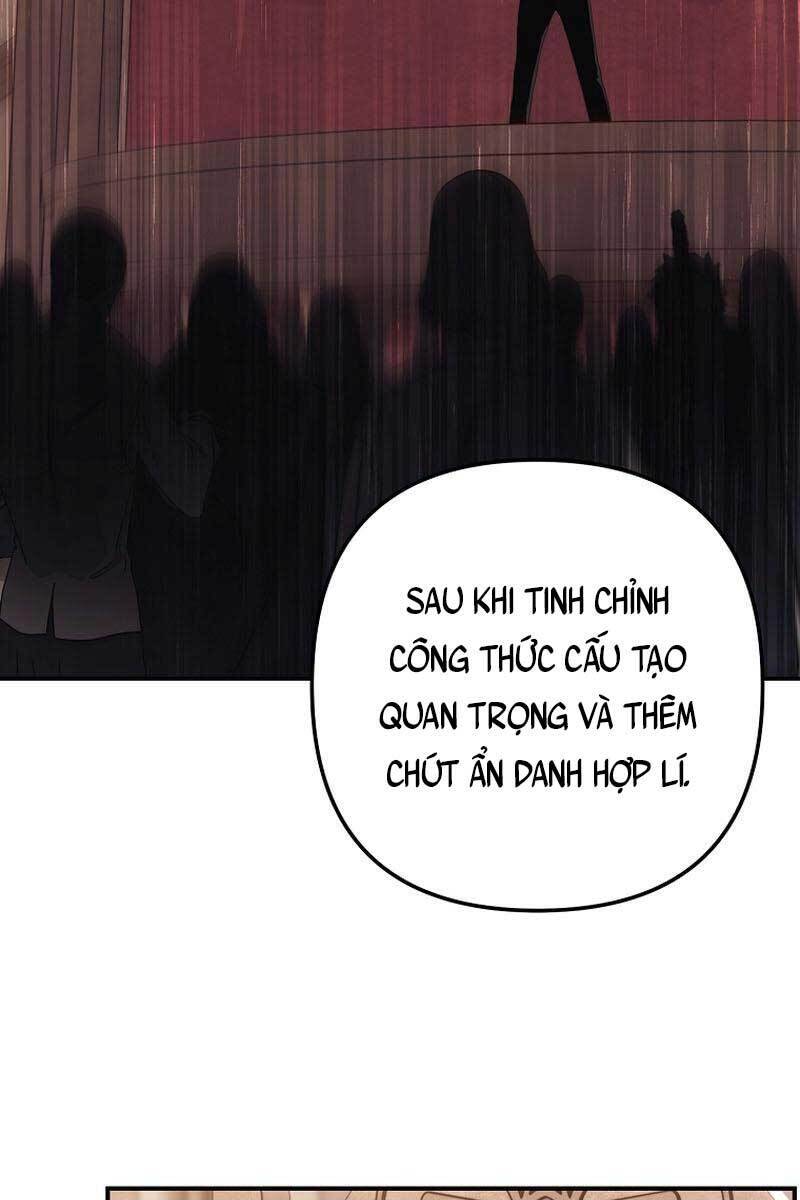 SAU KHI TINH CHỈNH
CÔNG THỨC CẤU TẠO
QUAN TRỌNG VÀ THÊM
CHÚT ẨN DANH HỢP LÍ.